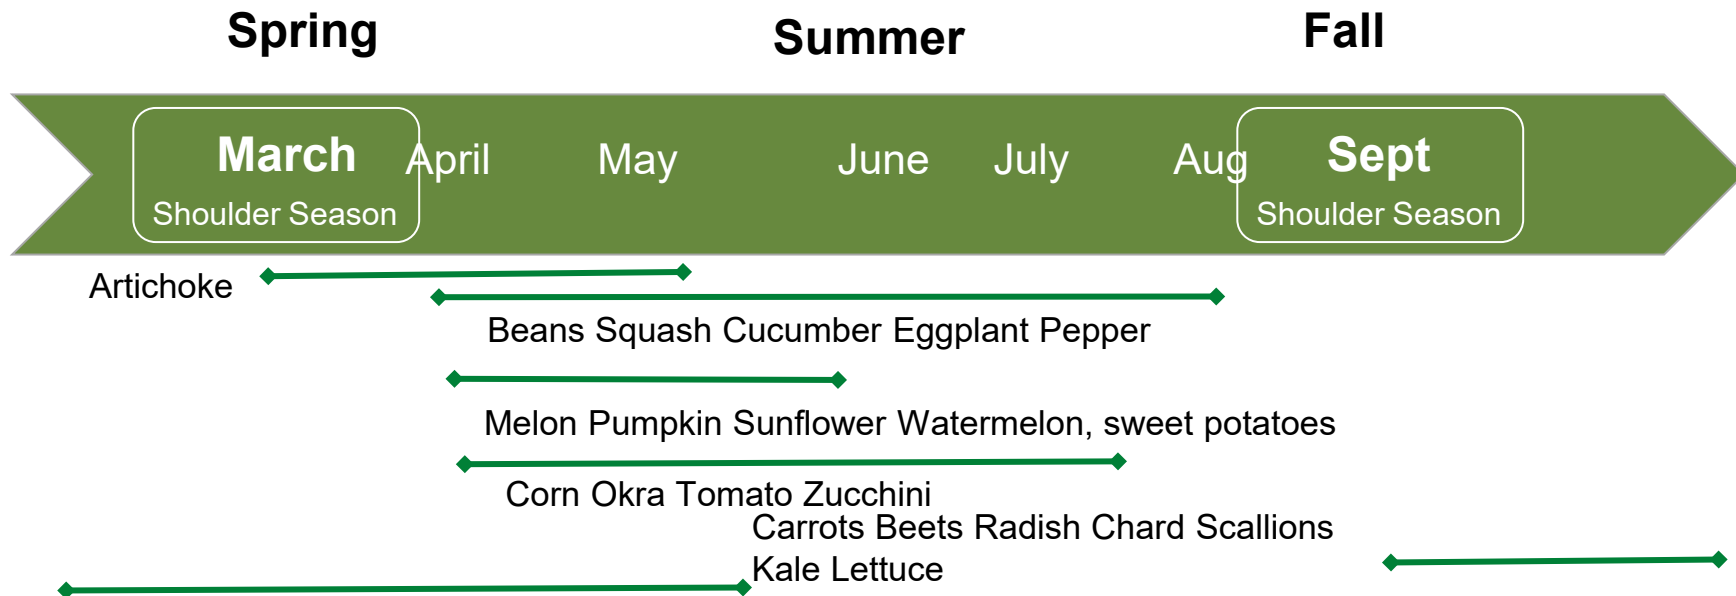 Spring Summer Fall
March April May June July Aug Sept
Shoulder Season Shoulder Season
Artichoke
Beans Squash Cucumber Eggplant Pepper
Melon Pumpkin Sunflower Watermelon, sweet potatoes
Corn Okra Tomato Zucchini
Carrots Beets Radish Chard Scallions
Kale Lettuce